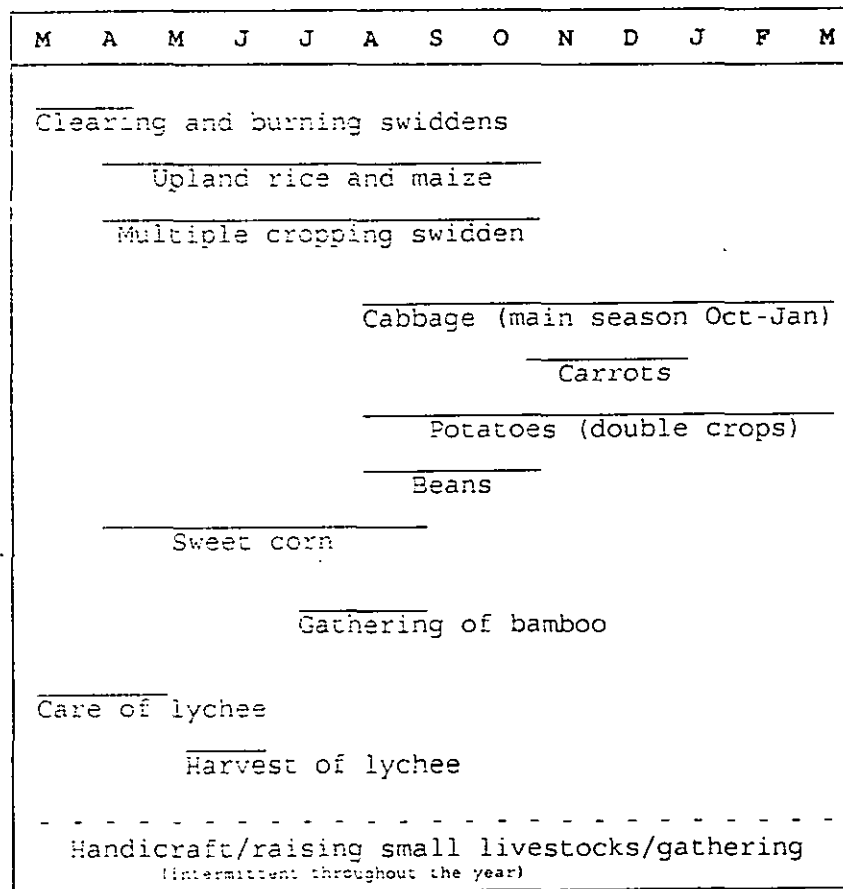 M A M J J A S O N D J F M
Clearing and burning swiddens
Upland rice and maize
Multiple cropping swidden
Cabbage (main season Oct-Jan)
Carrots
Potatoes (double crops)
Beans
Sweet corn
Gathering of bamboo
Care of lychee
Harvest of lychee
Handicraft/raising small livestocks/gathering
(intermittent throughout the year)